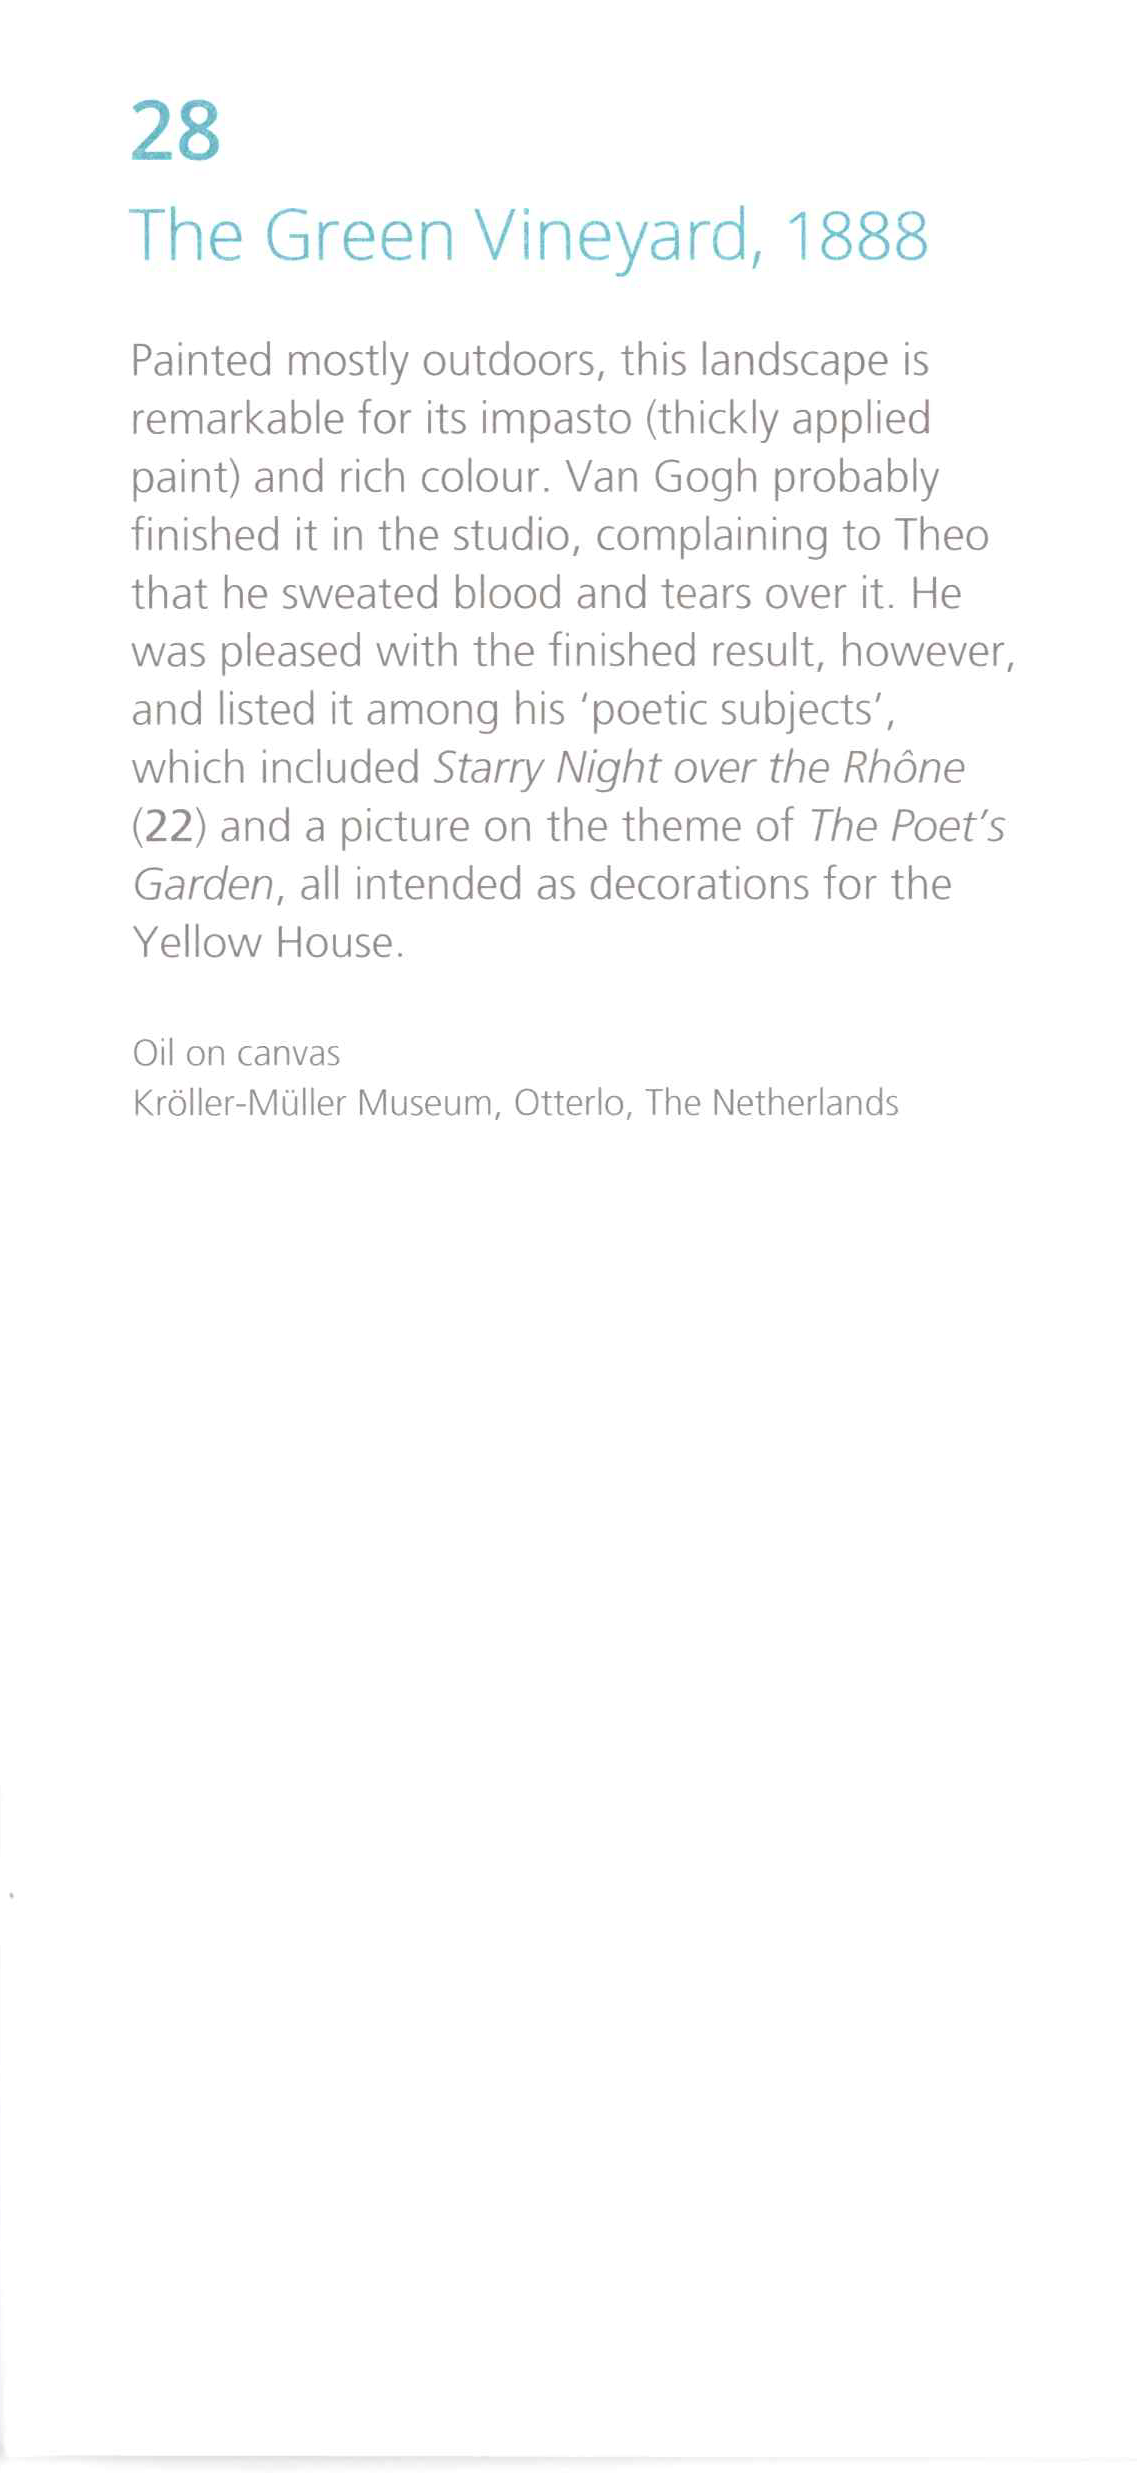 28
The Green Vineyard, 1888
Painted mostly outdoors, this landscape is
remarkable for its impasto (thickly applied
paint) and rich colour. Van Gogh probably
finished it in the studio, complaining to Theo
that he sweated blood and tears over it. He
was pleased with the finished result, however,
and listed it among his ‘poetic subjects’,
which included Starry Night over the Rhône
(22) and a picture on the theme of The Poet’s
Garden, all intended as decorations for the
Yellow House.
Oil on canvas
Kröller-Müller Museum, Otterlo, The Netherlands